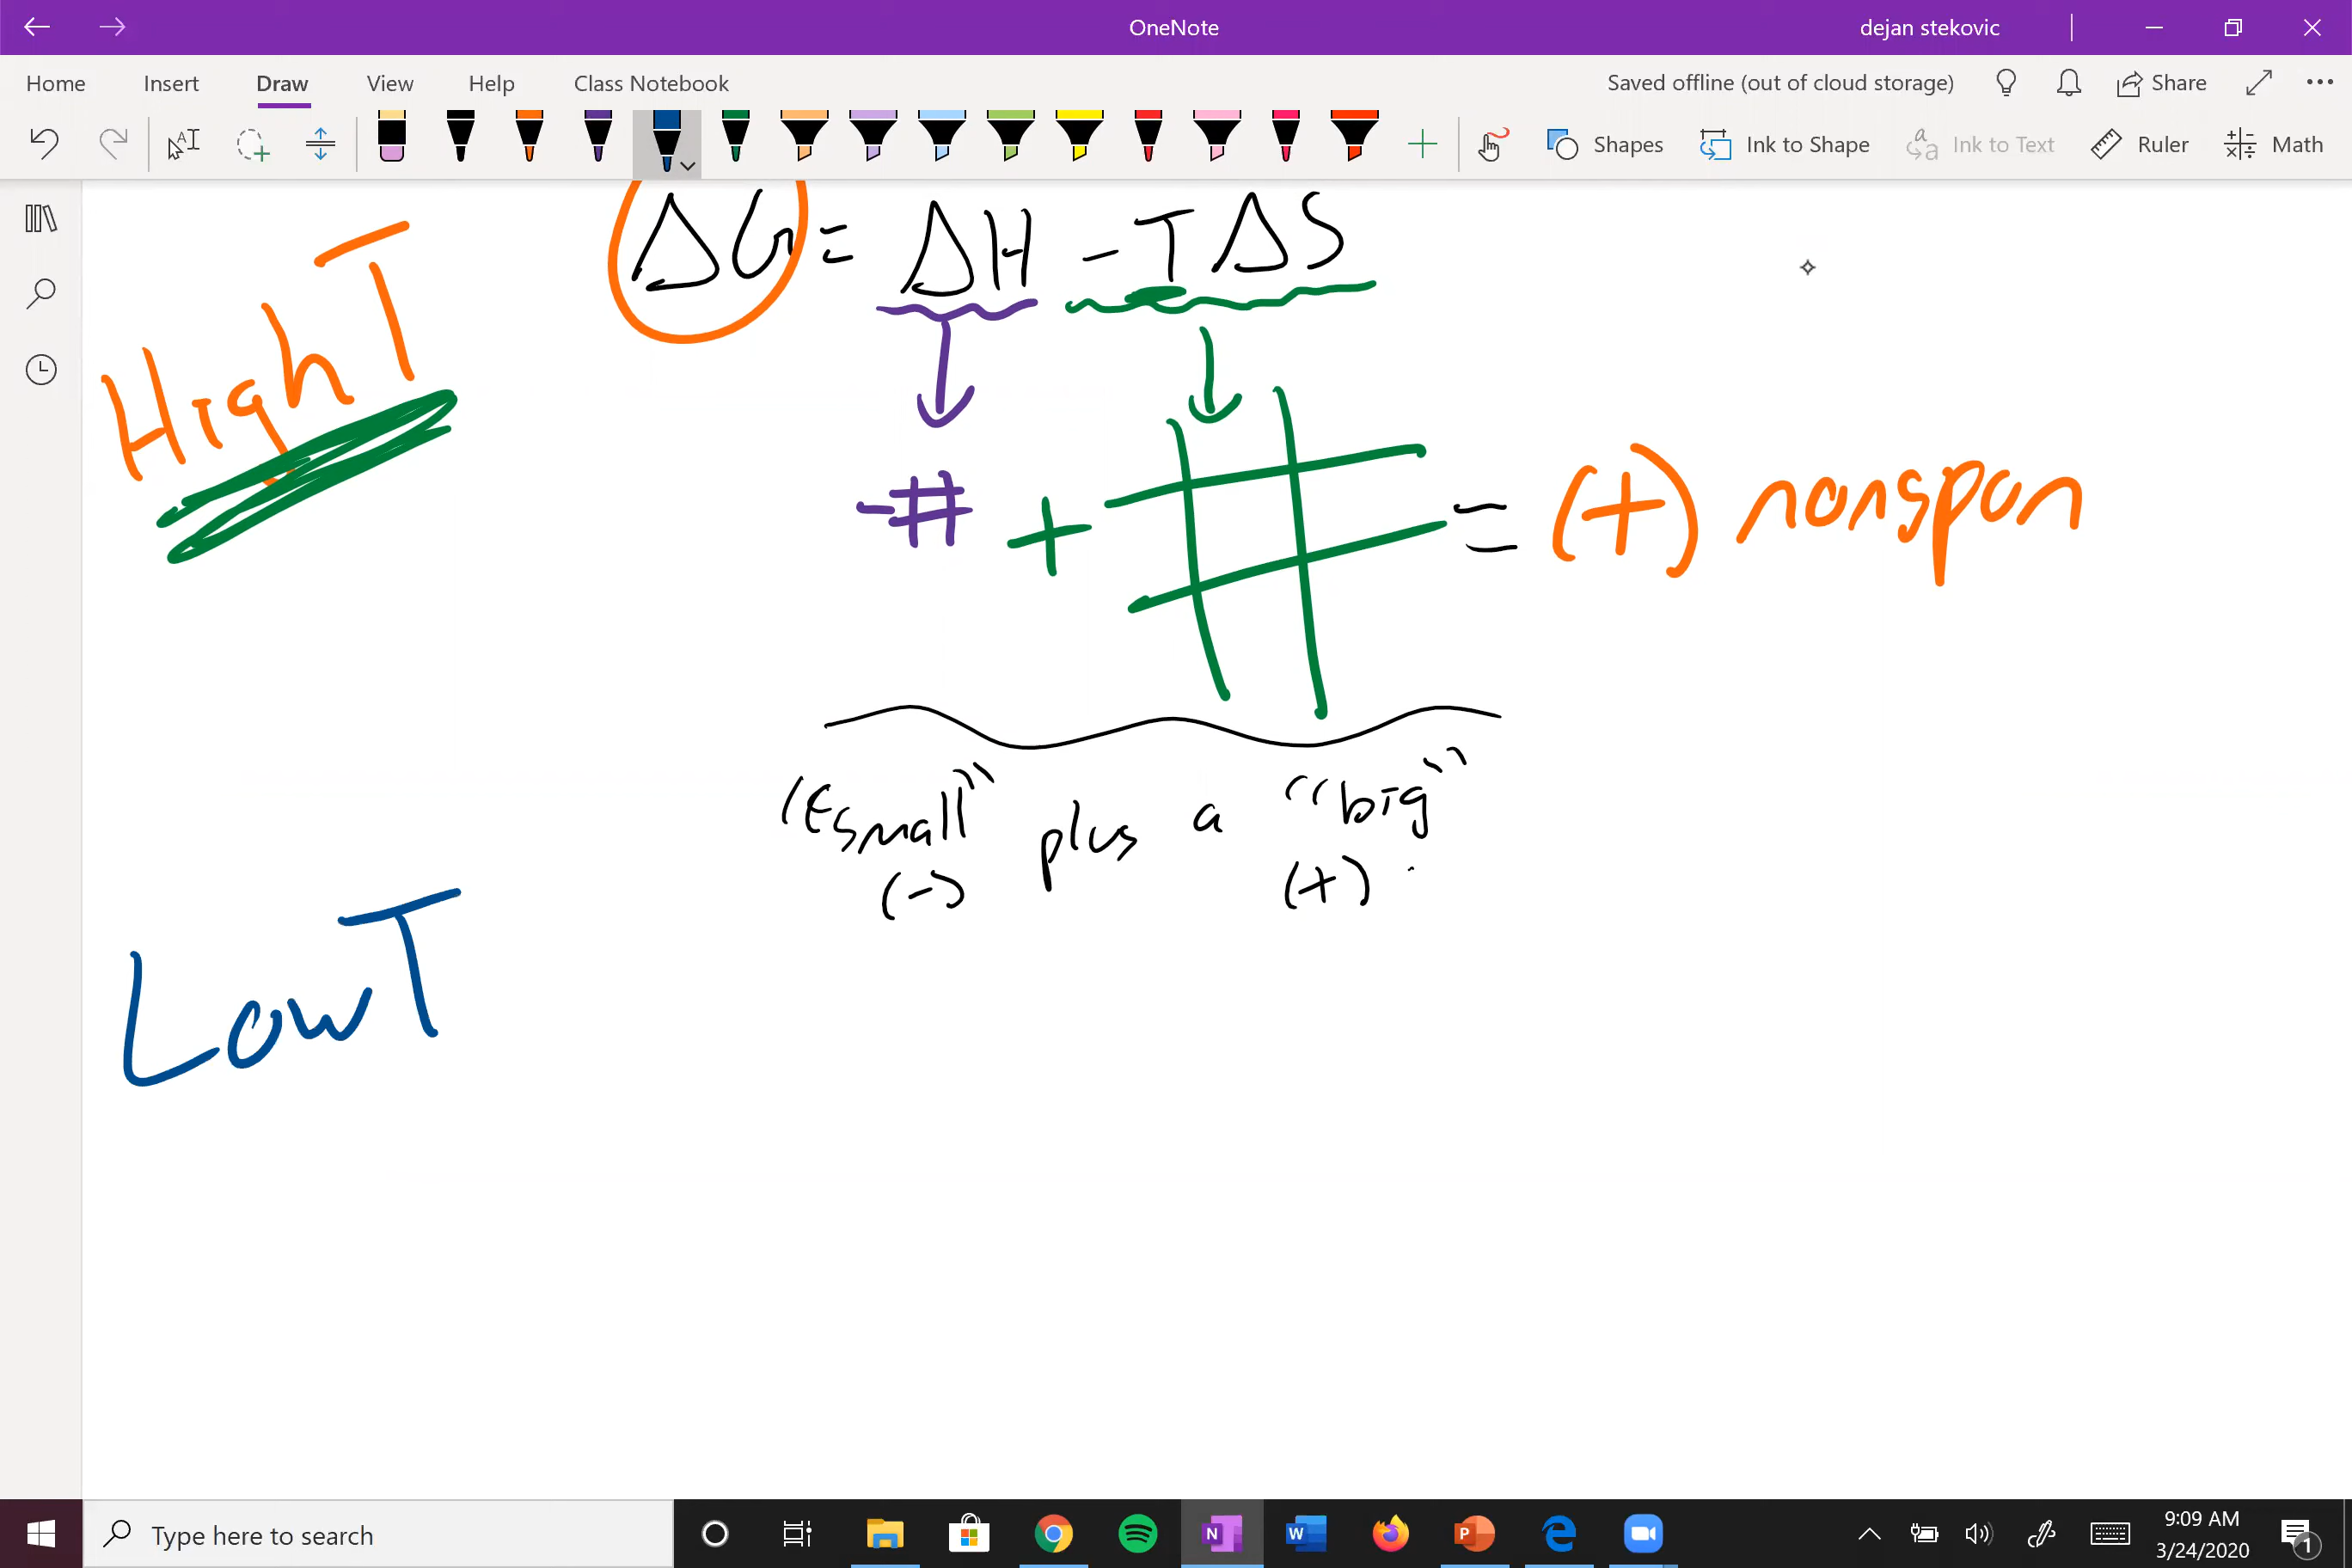 OneNote
dejan stekovic
Home Insert Draw View Help Class Notebook
Saved offline (out of cloud storage) Share
Shapes Ink to Shape Ink to Text Ruler Math
High T
ΔG = ΔH - TΔS
-# + # = (+) nonspon
small" plus a "big"
(-) (+)
Low T
Type here to search
9:09 AM
3/24/2020
1